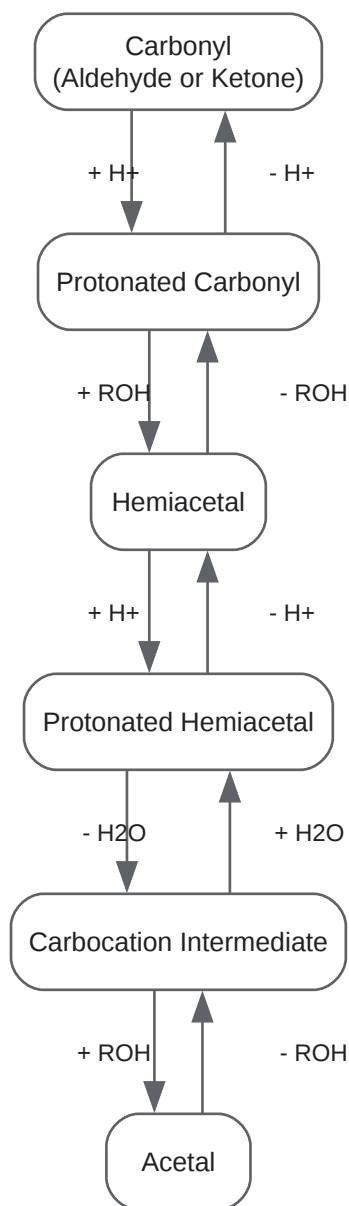 Carbonyl
(Aldehyde or Ketone)
+ H+
- H+
Protonated Carbonyl
+ ROH
- ROH
Hemiacetal
+ H+
- H+
Protonated Hemiacetal
- H2O
+ H2O
Carbocation Intermediate
+ ROH
- ROH
Acetal